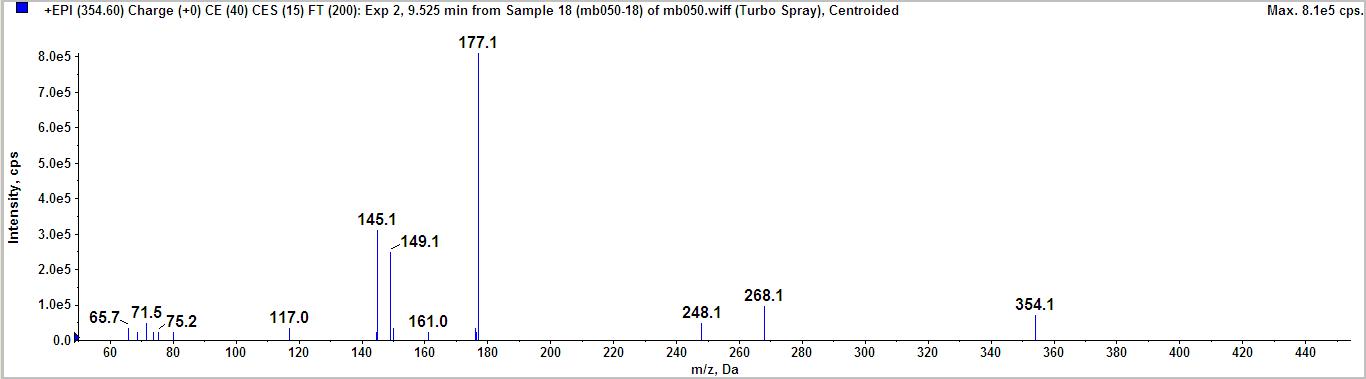 +EPI (354.60) Charge (+0) CE (40) CES (15) FT (200): Exp 2, 9.525 min from Sample 18 (mb050-18) of mb050.wiff (Turbo Spray), Centroided
Max. 8.1e5 cps.
177.1
8.0e5
7.0e5
6.0e5
5.0e5
4.0e5
3.0e5
2.0e5
1.0e5
0.0
Intensity, cps
145.1
149.1
65.7
71.5
75.2
117.0
161.0
248.1
268.1
354.1
60 80 100 120 140 160 180 200 220 240 260 280 300 320 340 360 380 400 420 440
m/z, Da